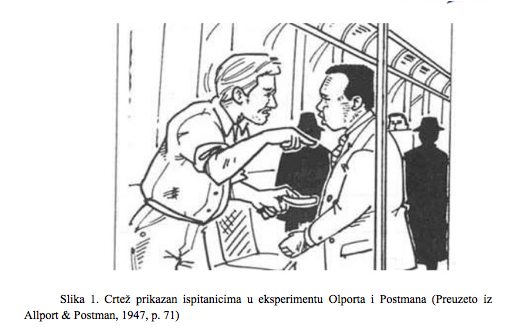 Slika 1. Crtež prikazan ispitanicima u eksperimentu Olporta i Postmana (Preuzeto iz
Allport & Postman, 1947, p. 71)